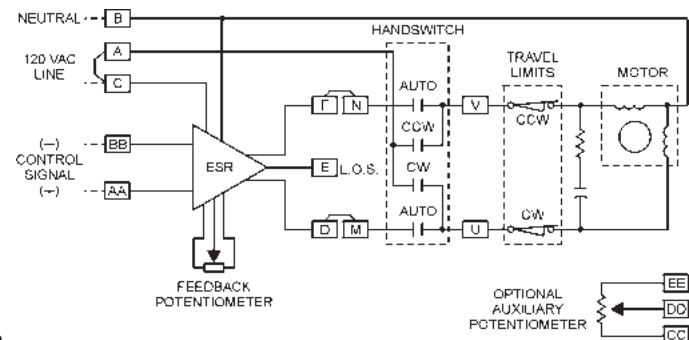 NEUTRAL B
HANDSWITCH
A
120 VAC
LINE
C
TRAVEL
LIMITS
MOTOR
AUTO
N
V
CCW
CCW
(—)
BB
CONTROL
SIGNAL
ESR
E L.O.S.
CW
AA
AUTO
CW
D M
U
FEEDBACK
POTENTIOMETER
OPTIONAL
AUXILIARY
POTENTIOMETER
EE
DD
CC